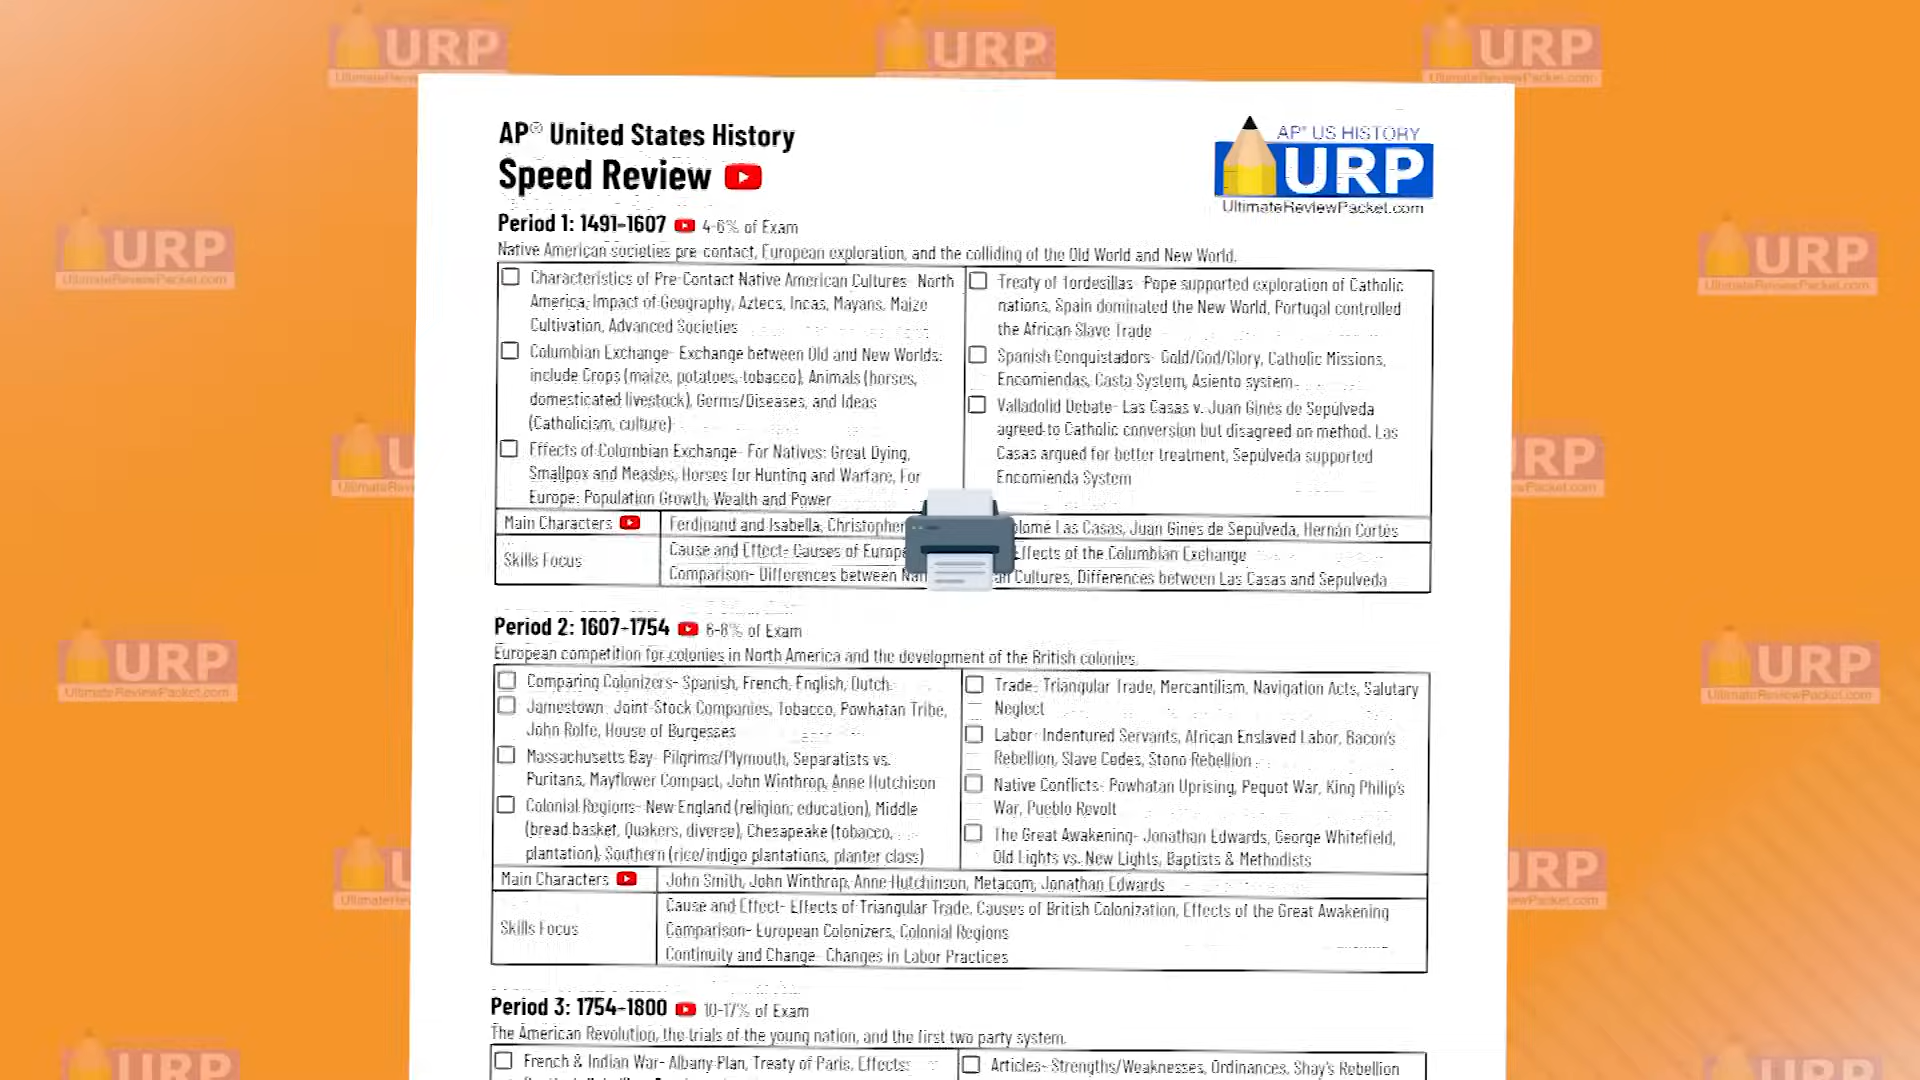 AP® United States History
Speed Review
AP® US HISTORY
URP
UltimateReviewPacket.com
Period 1: 1491-1607 4-6% of Exam
Native American societies pre-contact, European exploration, and the colliding of the Old World and New World.
Characteristics of Pre-Contact Native American Cultures- North
America; Impact of Geography, Aztecs, Incas, Mayans, Maize
Cultivation, Advanced Societies
Columbian Exchange- Exchange between Old and New Worlds:
include Crops (maize, potatoes, tobacco), Animals (horses,
domesticated livestock), Germs/Diseases, and Ideas
(Catholicism, culture)
Effects of Columbian Exchange- For Natives: Great Dying,
Smallpox and Measles, Horses for Hunting and Warfare, For
Europe: Population Growth, Wealth and Power
Treaty of Tordesillas- Pope supported exploration of Catholic
nations, Spain dominated the New World, Portugal controlled
the African Slave Trade
Spanish Conquistadors- Gold/God/Glory, Catholic Missions,
Encomiendas, Casta System, Asiento system
Valladolid Debate- Las Casas v. Juan Ginés de Sepúlveda
agreed to Catholic conversion but disagreed on method. Las
Casas argued for better treatment, Sepúlveda supported
Encomienda System
Main Characters Ferdinand and Isabella, Christopher Las Casas, Juan Ginés de Sepúlveda, Hernán Cortés
Skills Focus
Cause and Effect- Causes of Effects of the Columbian Exchange
Comparison- Differences between Cultures, Differences between Las Casas and Sepulveda
Period 2: 1607-1754 6-8% of Exam
European competition for colonies in North America and the development of the British colonies.
Comparing Colonizers- Spanish, French, English, Dutch
Jamestown- Joint-Stock Companies, Tobacco, Powhatan Tribe,
John Rolfe, House of Burgesses
Massachusetts Bay- Pilgrims/Plymouth, Separatists vs.
Puritans, Mayflower Compact, John Winthrop, Anne Hutchison
Colonial Regions- New England (religion, education), Middle
(bread basket, Quakers, diverse), Chesapeake (tobacco,
plantation), Southern (rice/indigo plantations, planter class)
Trade- Triangular Trade, Mercantilism, Navigation Acts, Salutary
Neglect
Labor- Indentured Servants, African Enslaved Labor, Bacon's
Rebellion, Slave Codes, Stono Rebellion
Native Conflicts- Powhatan Uprising, Pequot War, King Philip's
War, Pueblo Revolt
The Great Awakening- Jonathan Edwards, George Whitefield,
Old Lights vs. New Lights, Baptists & Methodists
Main Characters John Smith, John Winthrop, Anne Hutchinson, Metacom, Jonathan Edwards
Skills Focus
Cause and Effect- Effects of Triangular Trade, Causes of British Colonization, Effects of the Great Awakening
Comparison- European Colonizers, Colonial Regions
Continuity and Change- Changes in Labor Practices
Period 3: 1754-1800 10-17% of Exam
The American Revolution, the trials of the young nation, and the first two party system.
French & Indian War- Albany Plan, Treaty of Paris, Effects:
Articles- Strengths/Weaknesses, Ordinances, Shay's Rebellion